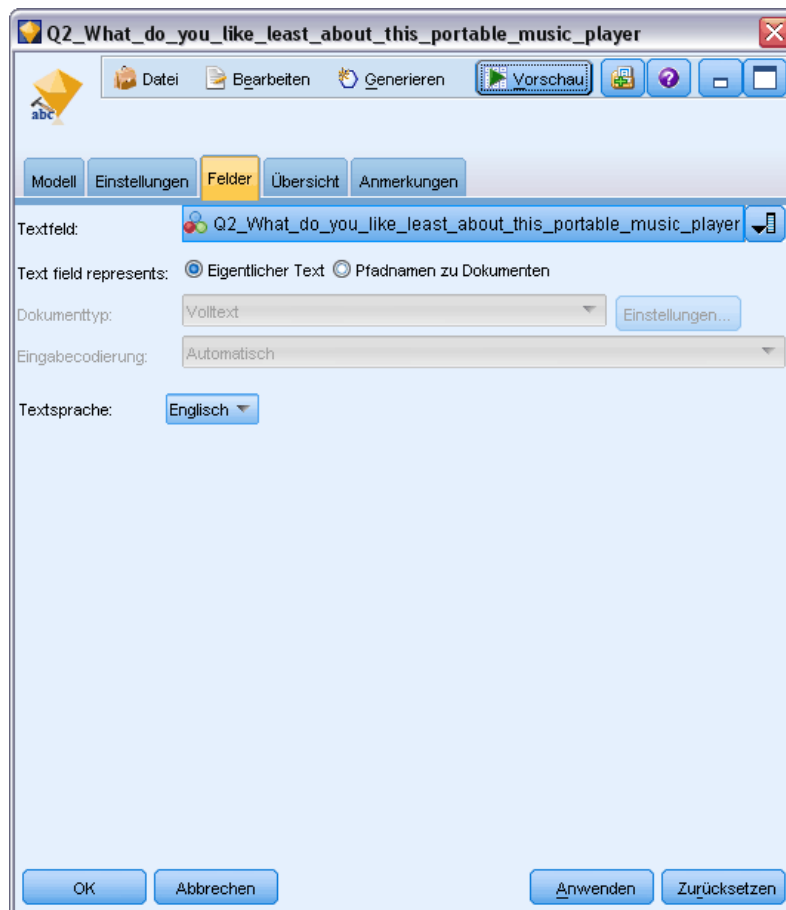 Q2_What_do_you_like_least_about_this_portable_music_player
Datei Bearbeiten Generieren Vorschau
abc
Modell Einstellungen Felder Übersicht Anmerkungen
Textfeld: Q2_What_do_you_like_least_about_this_portable_music_player
Text field represents: Eigentlicher Text Pfadnamen zu Dokumenten
Dokumenttyp: Volltext Einstellungen...
Eingabecodierung: Automatisch
Textsprache: Englisch
OK Abbrechen Anwenden Zurücksetzen